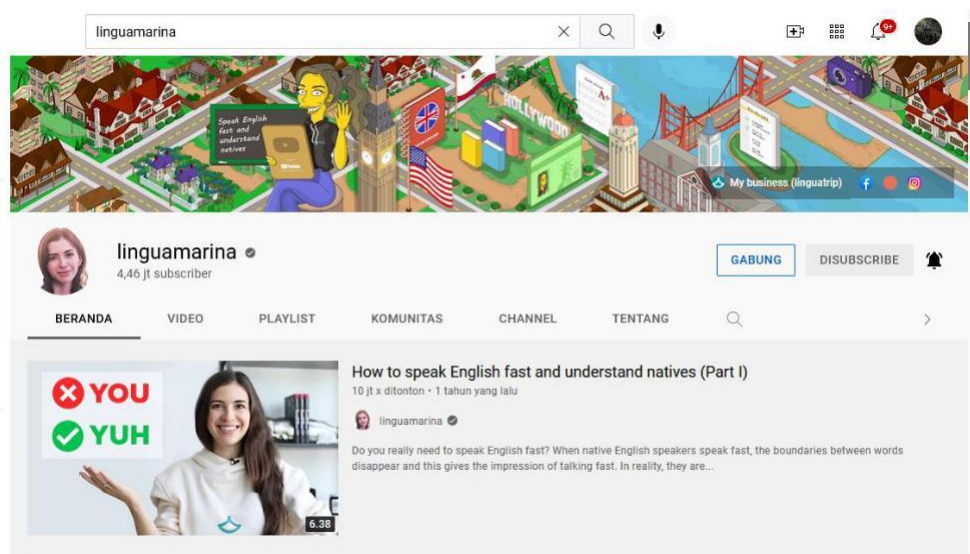 linguamarina
9+
Speak English
fast and
understand
natives
HOLLYWOOD
A+
My business (linguatrip)
linguamarina
4,46 jt subscriber
GABUNG
DISUBSCRIBE
BERANDA VIDEO PLAYLIST KOMUNITAS CHANNEL TENTANG
YOU
YUH
6.38
How to speak English fast and understand natives (Part I)
10 jt x ditonton • 1 tahun yang lalu
linguamarina
Do you really need to speak English fast? When native English speakers speak fast, the boundaries between words
disappear and this gives the impression of talking fast. In reality, they are...